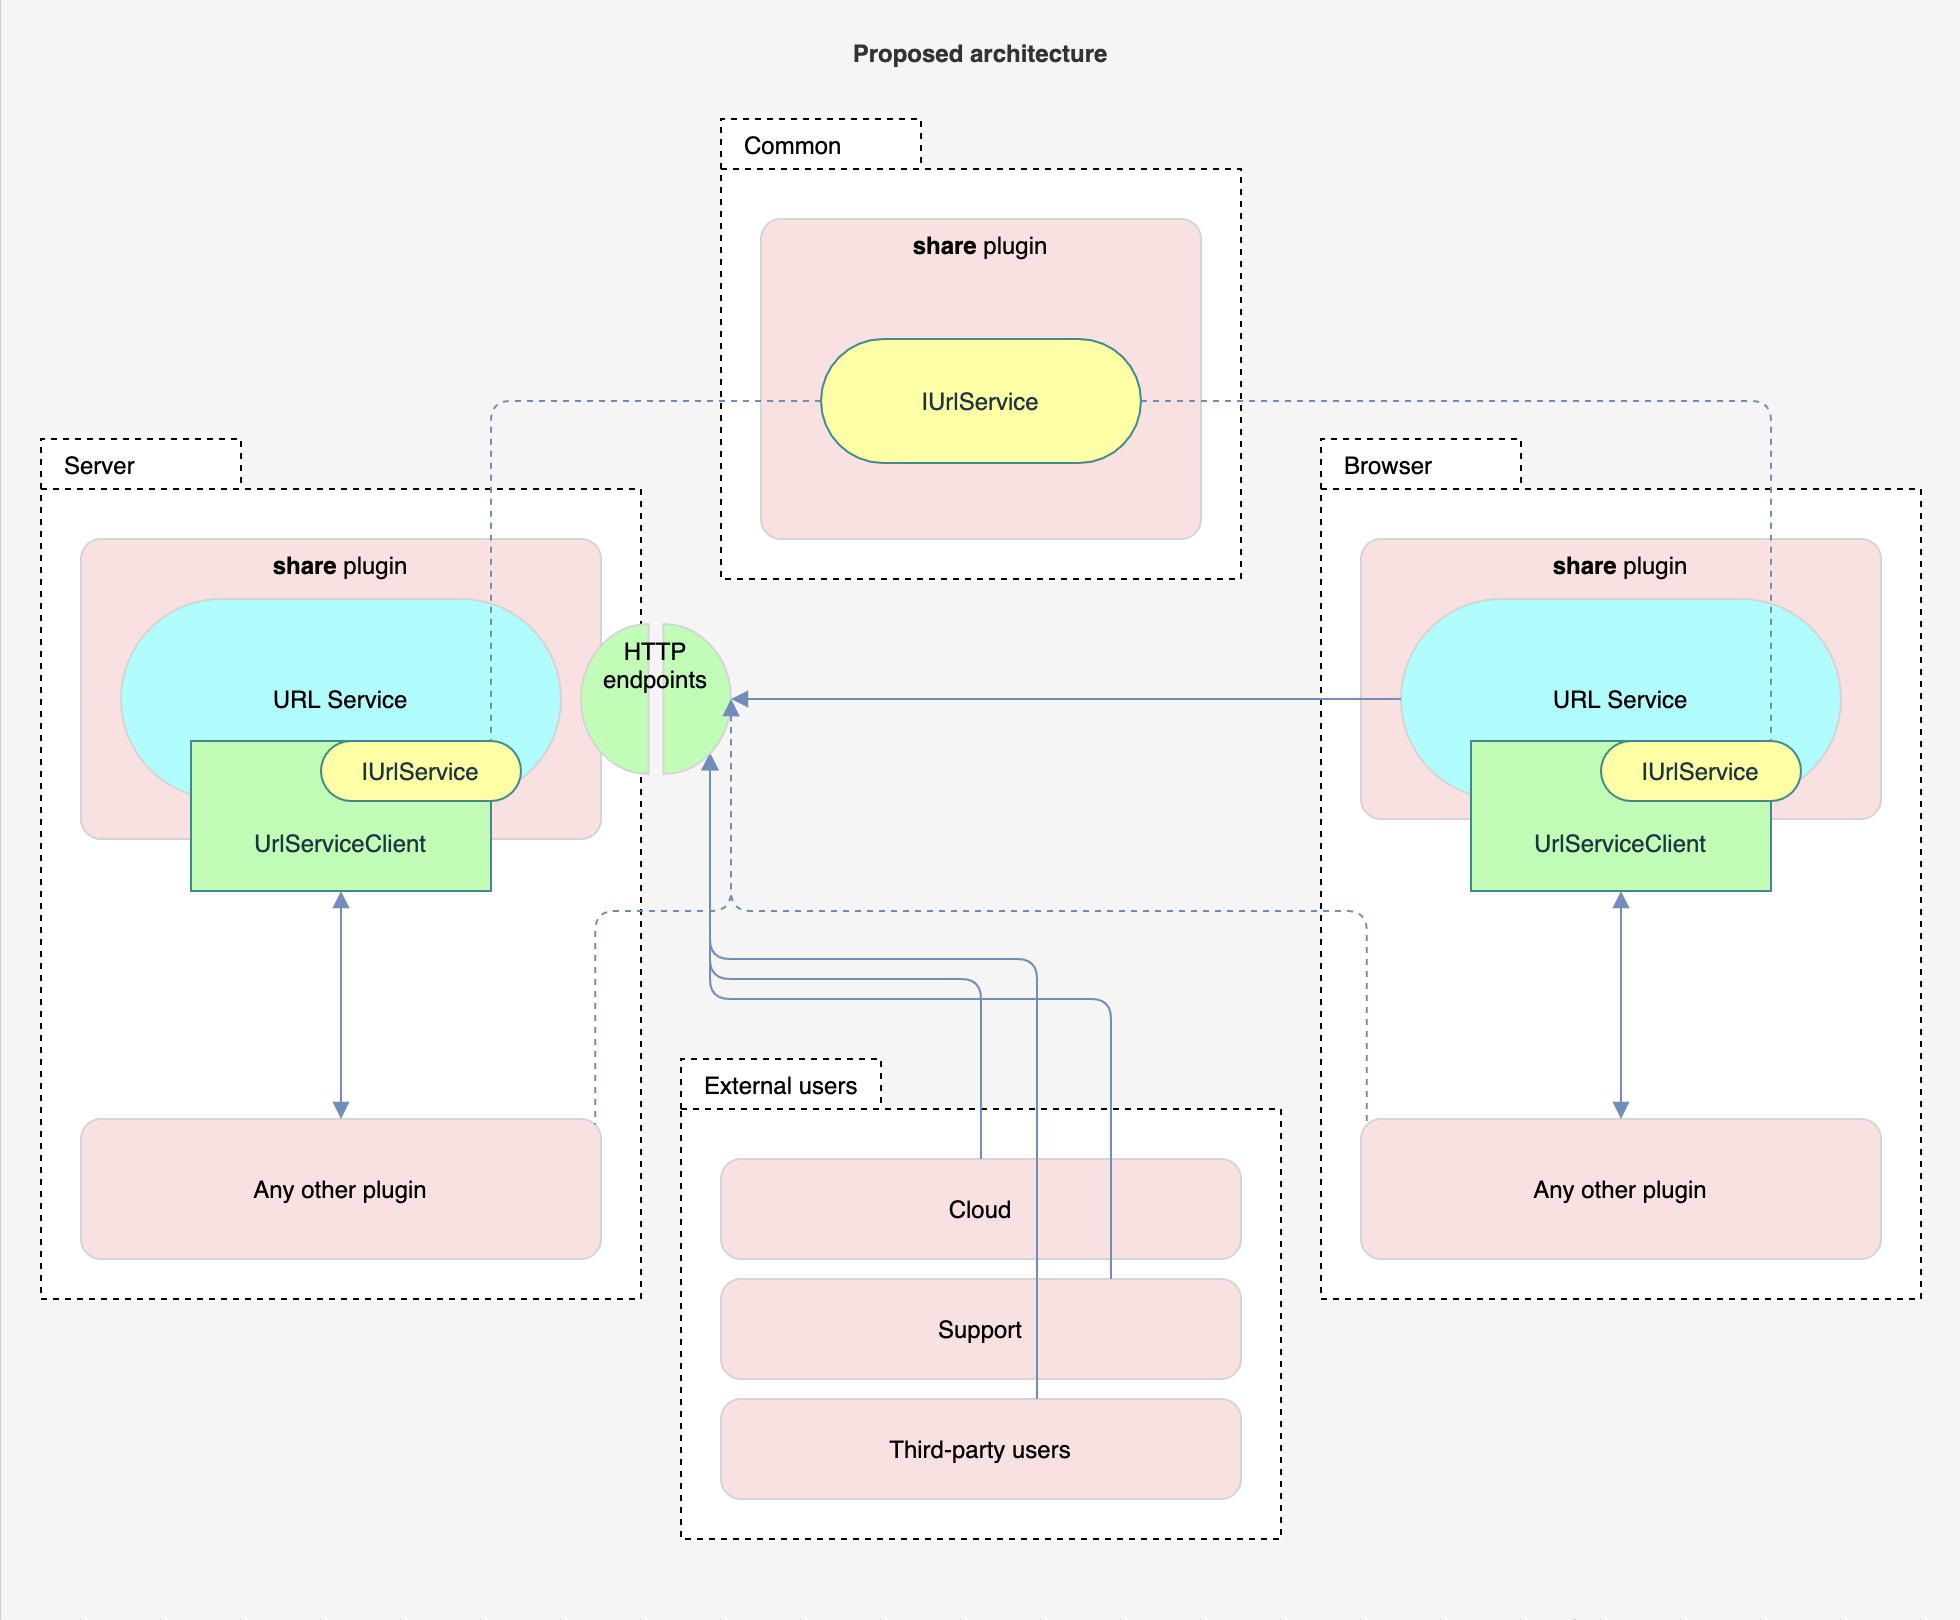 Proposed architecture
Common
share plugin
IUrlService
Server
share plugin
URL Service
IUrlService
UrlServiceClient
Any other plugin
HTTP
endpoints
Browser
share plugin
URL Service
IUrlService
UrlServiceClient
Any other plugin
External users
Cloud
Support
Third-party users